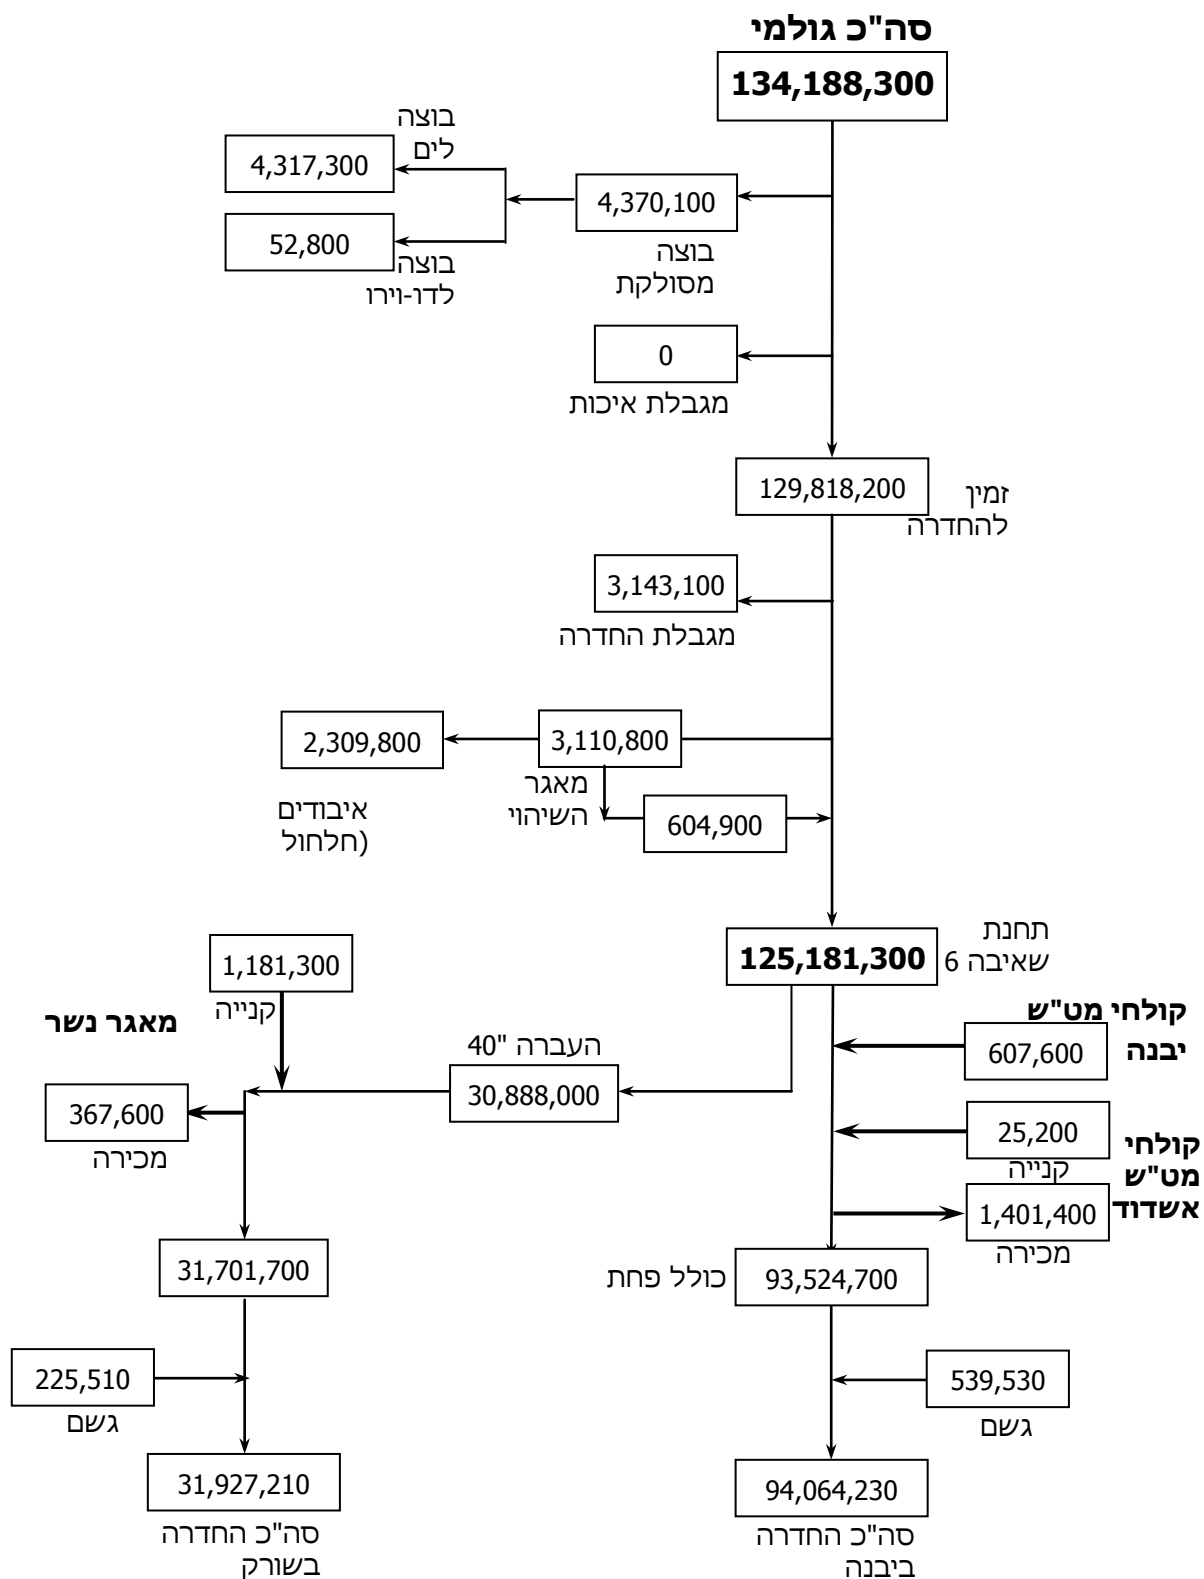 סה"כ גולמי
134,188,300
בוצה
לים
4,317,300
4,370,100
52,800
בוצה
לדו-וירו
בוצה
מסולקת
0
מגבלת איכות
129,818,200
זמין
להחדרה
3,143,100
מגבלת החדרה
2,309,800
3,110,800
מאגר
השיהוי
איבודים
(חלחול
604,900
תחנת
שאיבה 6
125,181,300
1,181,300
קנייה
מאגר נשר
קולחי מט"ש
יבנה
607,600
העברה "40
30,888,000
367,600
מכירה
25,200
קנייה
קולחי
מט"ש
אשדוד
1,401,400
מכירה
31,701,700
כולל פחת
93,524,700
225,510
גשם
539,530
גשם
31,927,210
סה"כ החדרה
בשורק
94,064,230
סה"כ החדרה
ביבנה